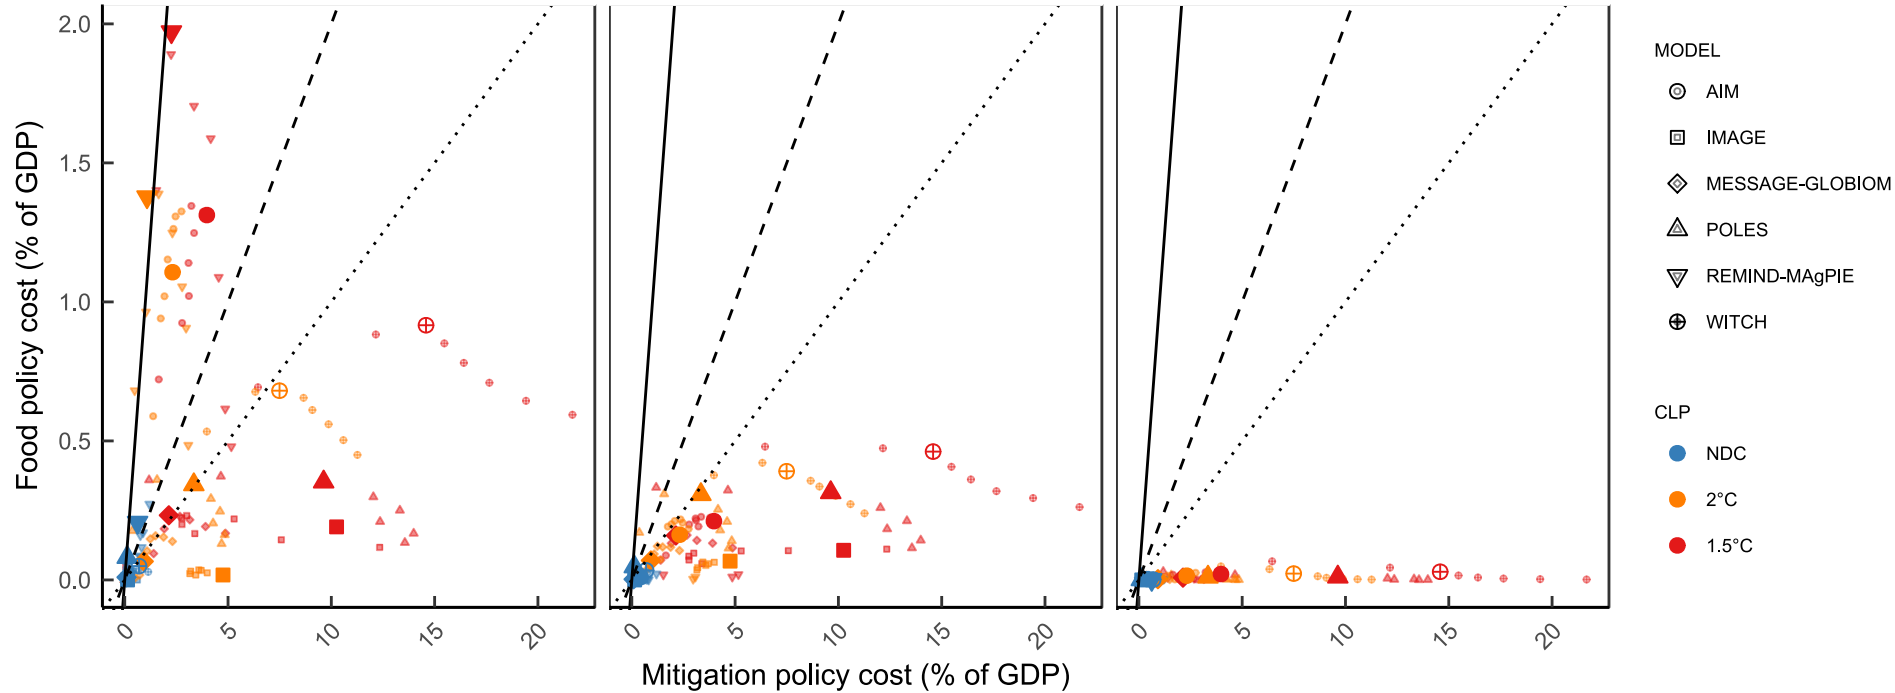 Food policy cost (% of GDP)
2.0
1.5
1.0
0.5
0.0
0 5 10 15 20
0 5 10 15 20
0 5 10 15 20
Mitigation policy cost (% of GDP)
MODEL
AIM
IMAGE
MESSAGE-GLOBIOM
POLES
REMIND-MAgPIE
WITCH
CLP
NDC
2°C
1.5°C